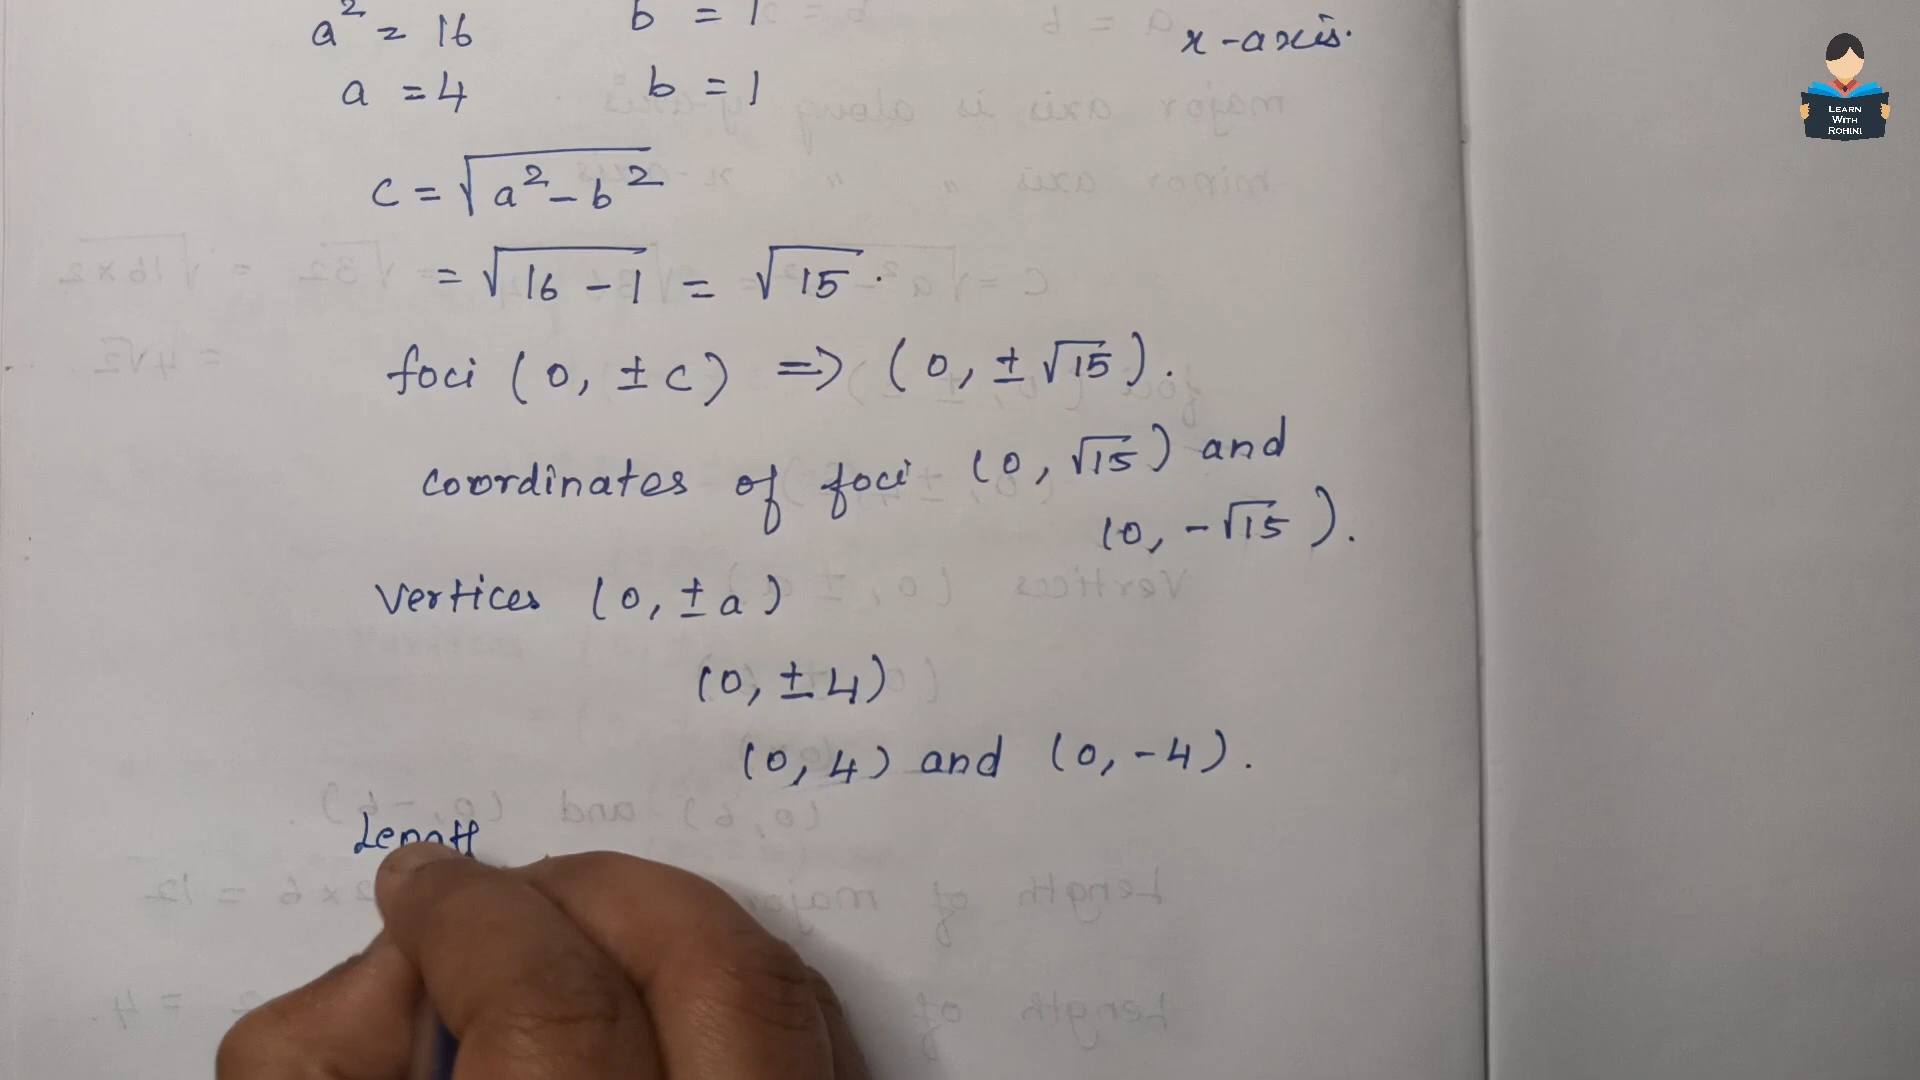 a² = 16 b = 1 x-axis.
a = 4 b = 1
c = √(a² - b²)
= √(16 - 1) = √15 .
foci (0, ± c) => (0, ± √15).
coordinates of foci (0, √15) and
(0, -√15).
vertices (0, ± a)
(0, ± 4)
(0, 4) and (0, -4).
Length
LEARN
WITH
ROHINI